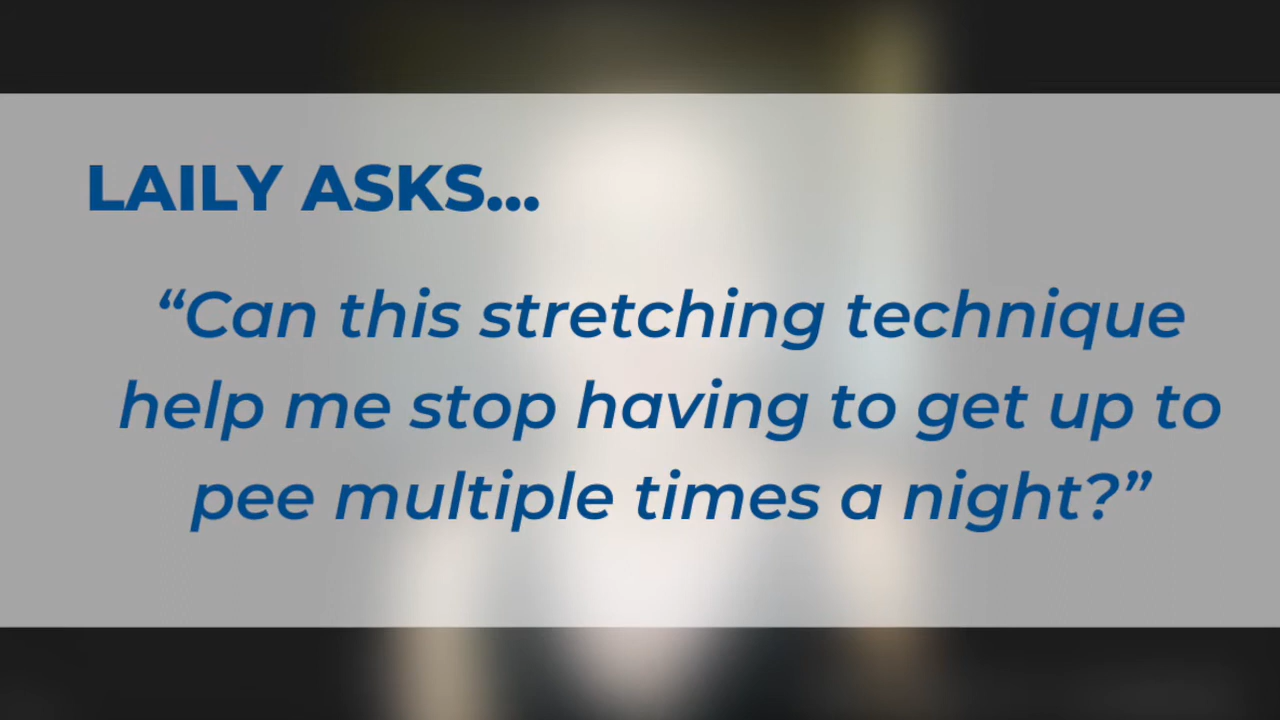 LAILY ASKS...
“Can this stretching technique
help me stop having to get up to
pee multiple times a night?”